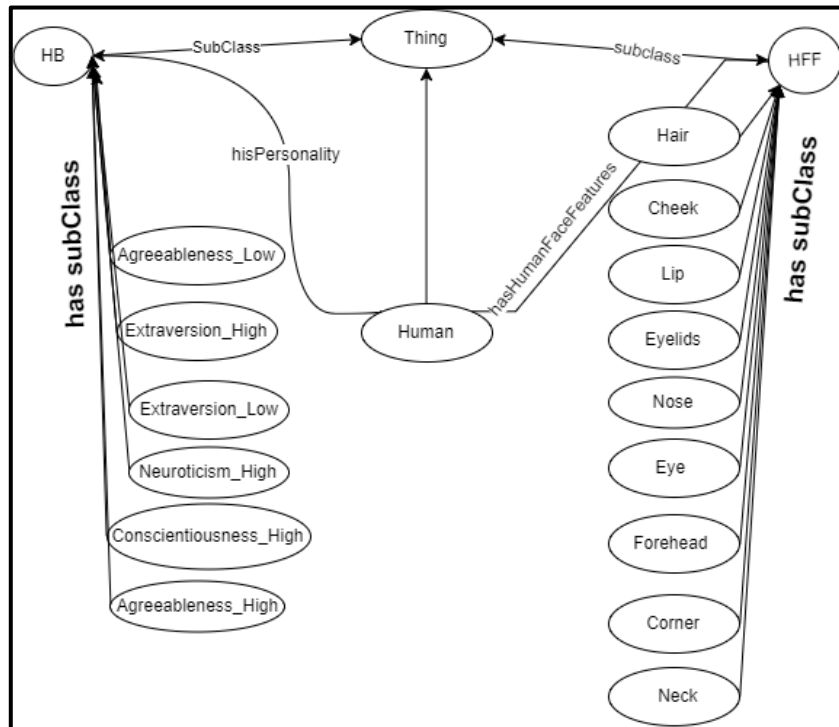 HB
SubClass
Thing
subclass
HFF
hisPersonality
hasHumanFaceFeatures
has subClass
has subClass
Human
Agreeableness_Low
Extraversion_High
Extraversion_Low
Neuroticism_High
Conscientiousness_High
Agreeableness_High
Hair
Cheek
Lip
Eyelids
Nose
Eye
Forehead
Corner
Neck